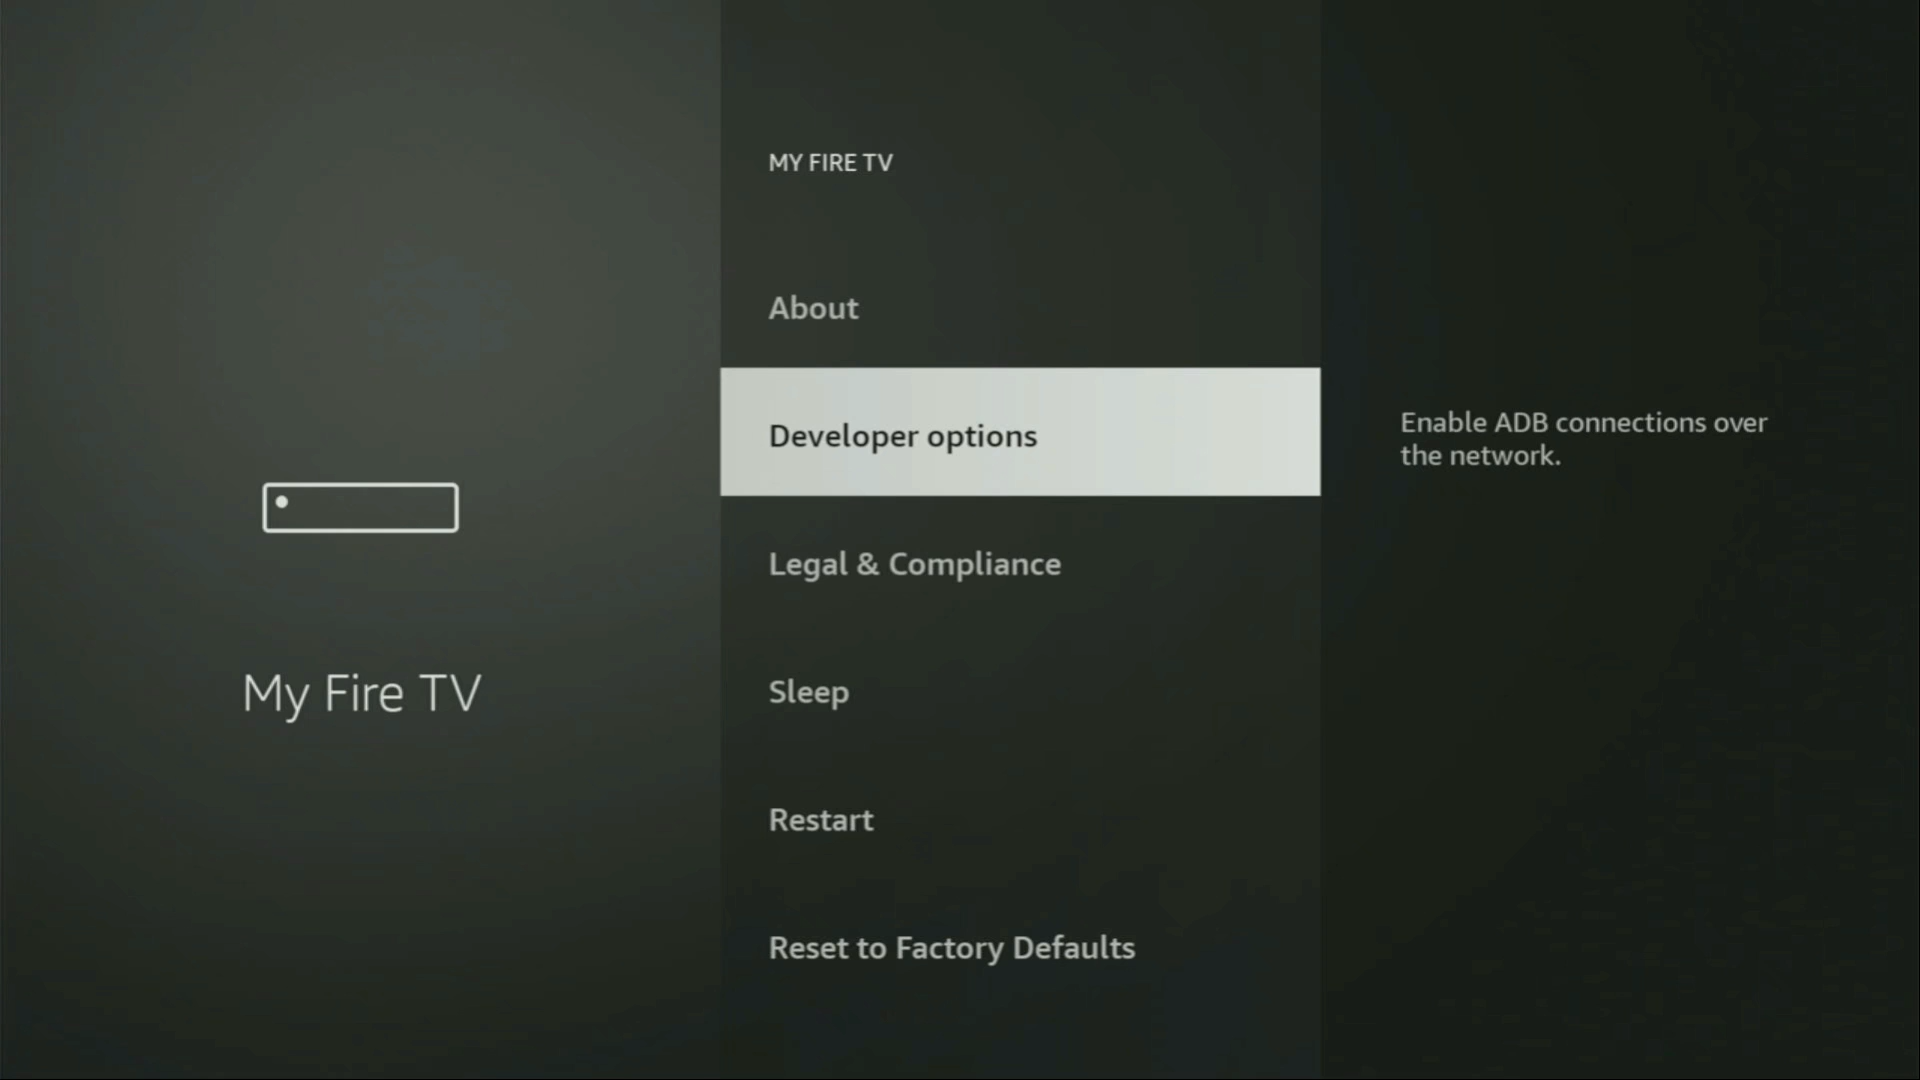 MY FIRE TV
About
Developer options
Legal & Compliance
Sleep
Restart
Reset to Factory Defaults
My Fire TV
Enable ADB connections over
the network.